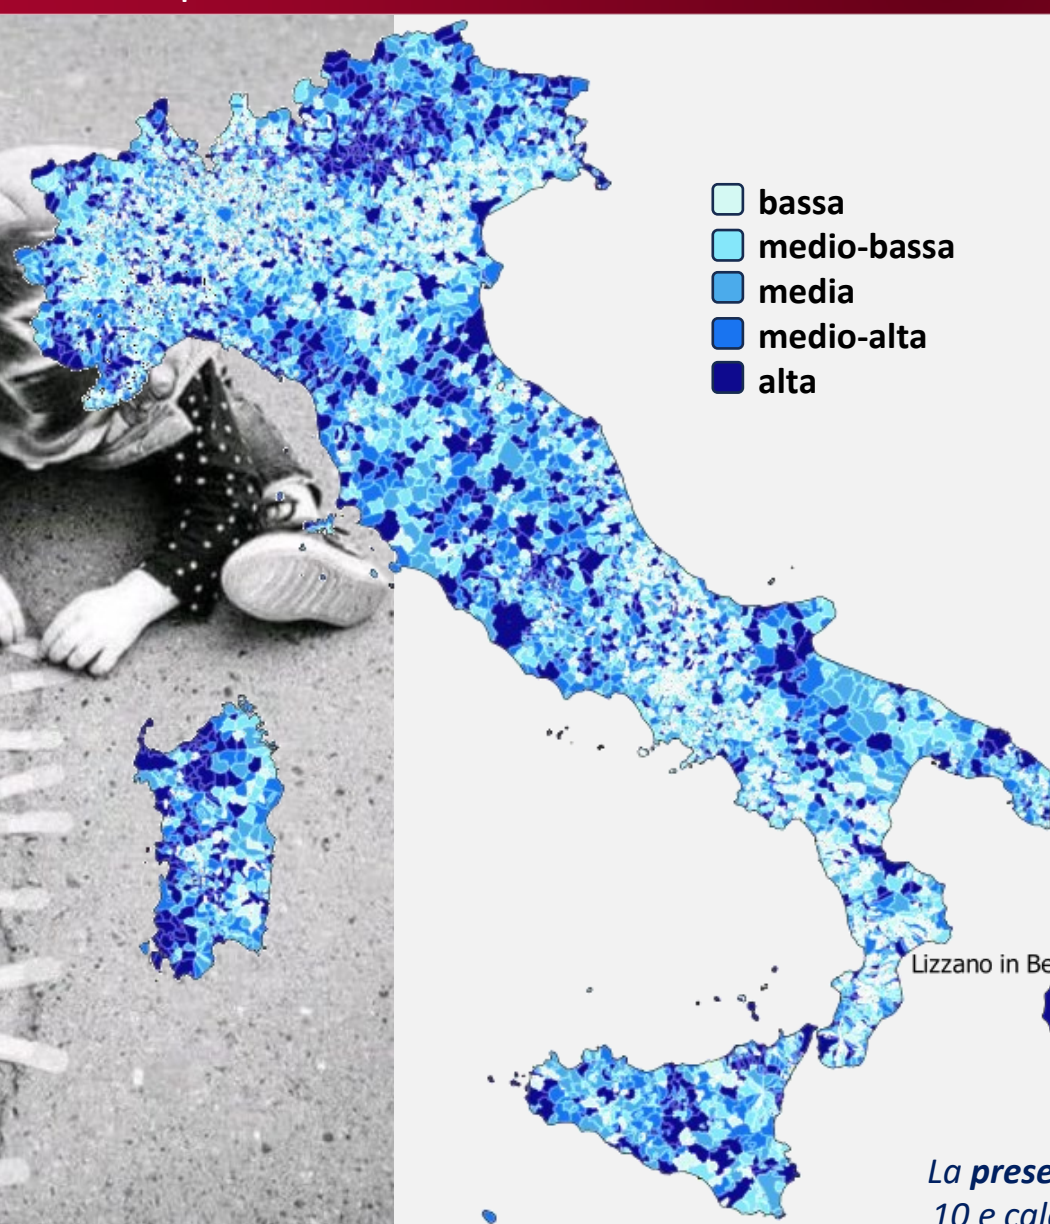 bassa
medio-bassa
media
medio-alta
alta
Lizzano in Be
La prese
10 e cal